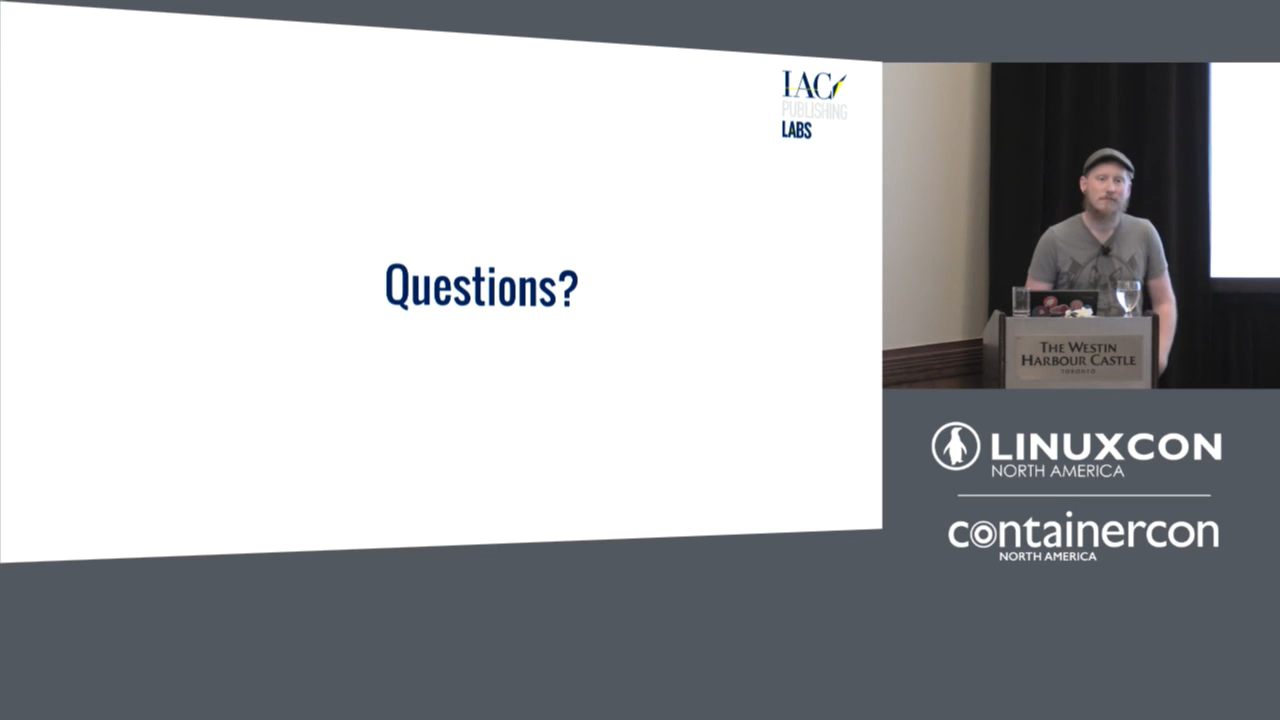 IAC
PUBLISHING
LABS
Questions?
THE WESTIN
HARBOUR CASTLE
TORONTO
LINUXCON
NORTH AMERICA
containercon
NORTH AMERICA